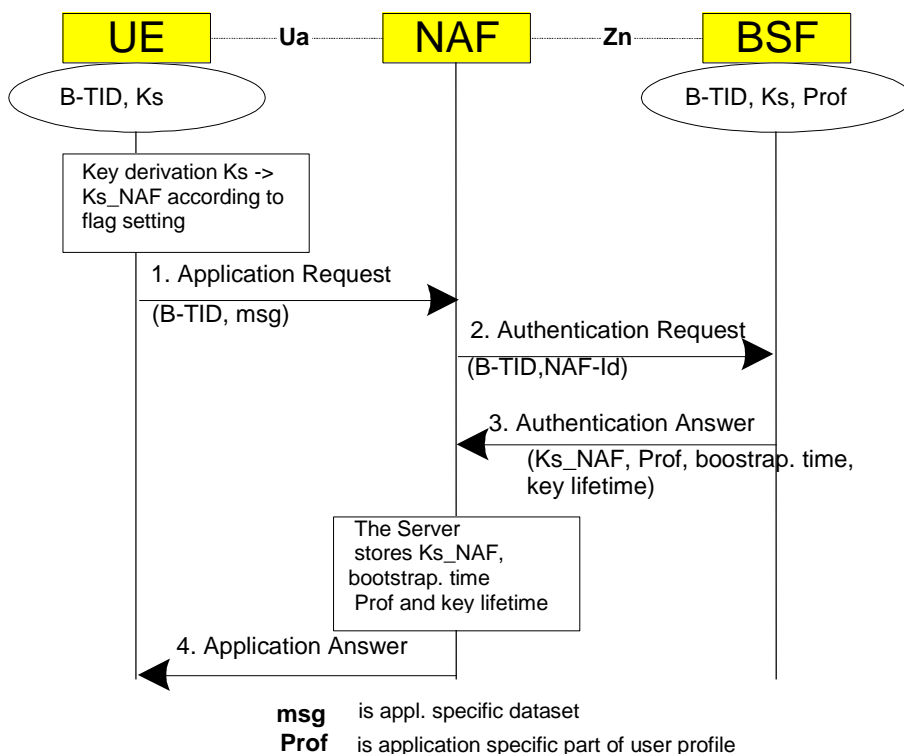 UE Ua NAF Zn BSF
B-TID, Ks
B-TID, Ks, Prof
Key derivation Ks ->
Ks_NAF according to
flag setting
1. Application Request
(B-TID, msg)
2. Authentication Request
(B-TID,NAF-Id)
3. Authentication Answer
(Ks_NAF, Prof, boostrap. time,
key lifetime)
The Server
stores Ks_NAF,
bootstrap. time
Prof and key lifetime
4. Application Answer
msg is appl. specific dataset
Prof is application specific part of user profile